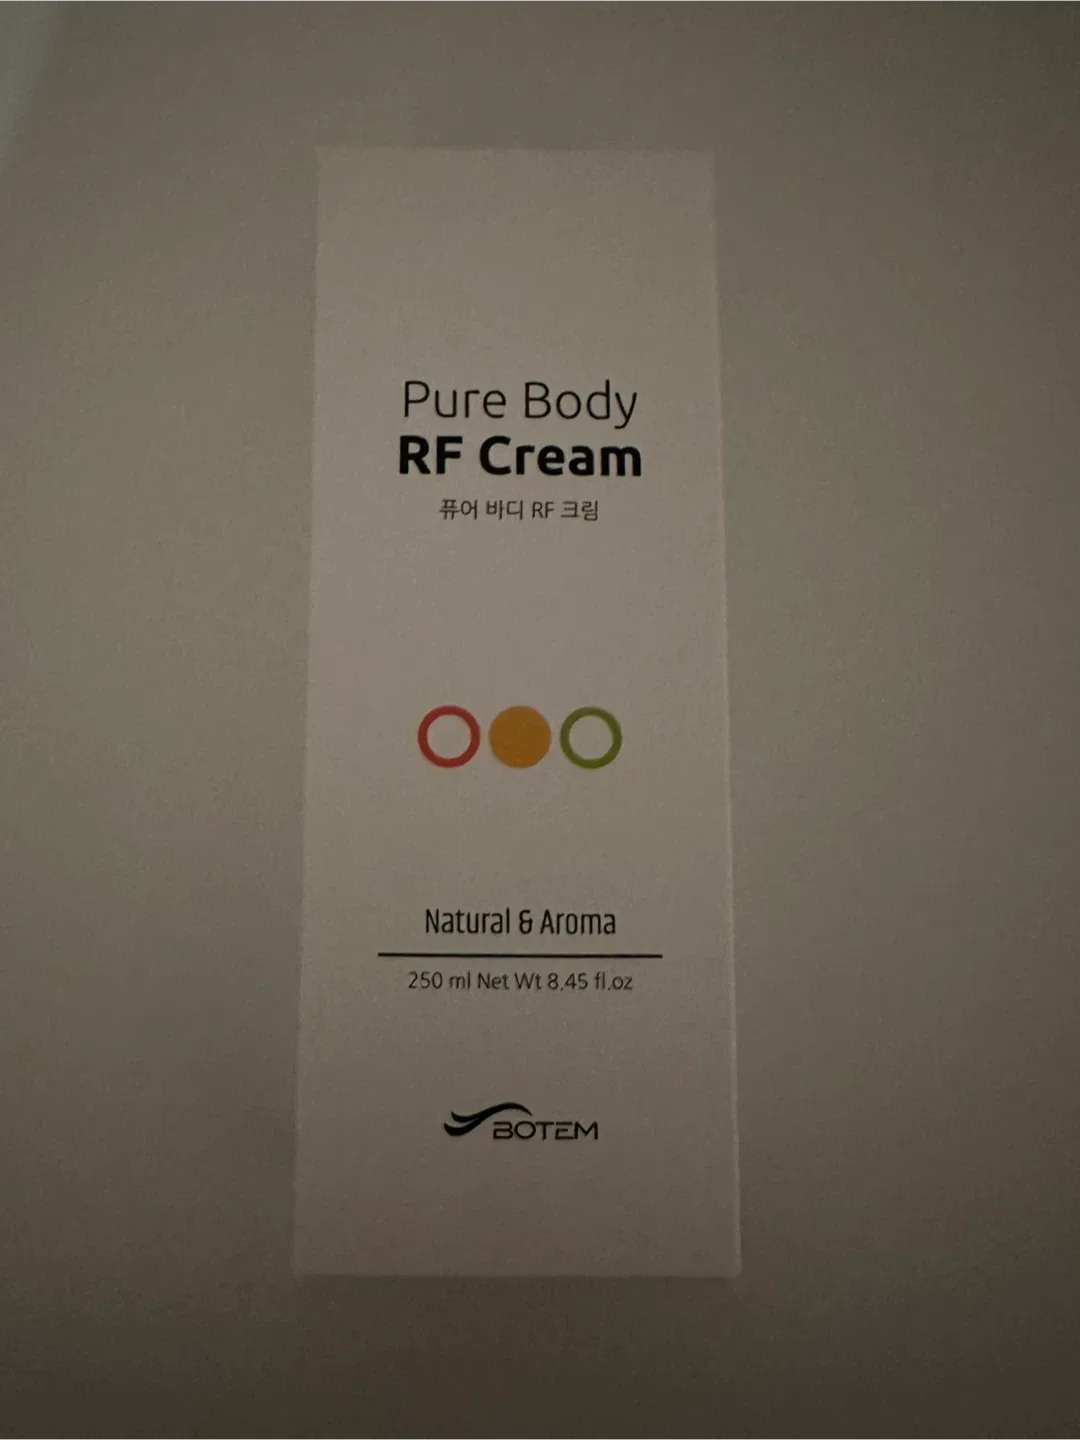 Pure Body
RF Cream
퓨어 바디 RF 크림
Natural & Aroma
250 ml Net Wt 8.45 fl.oz
BOTEM